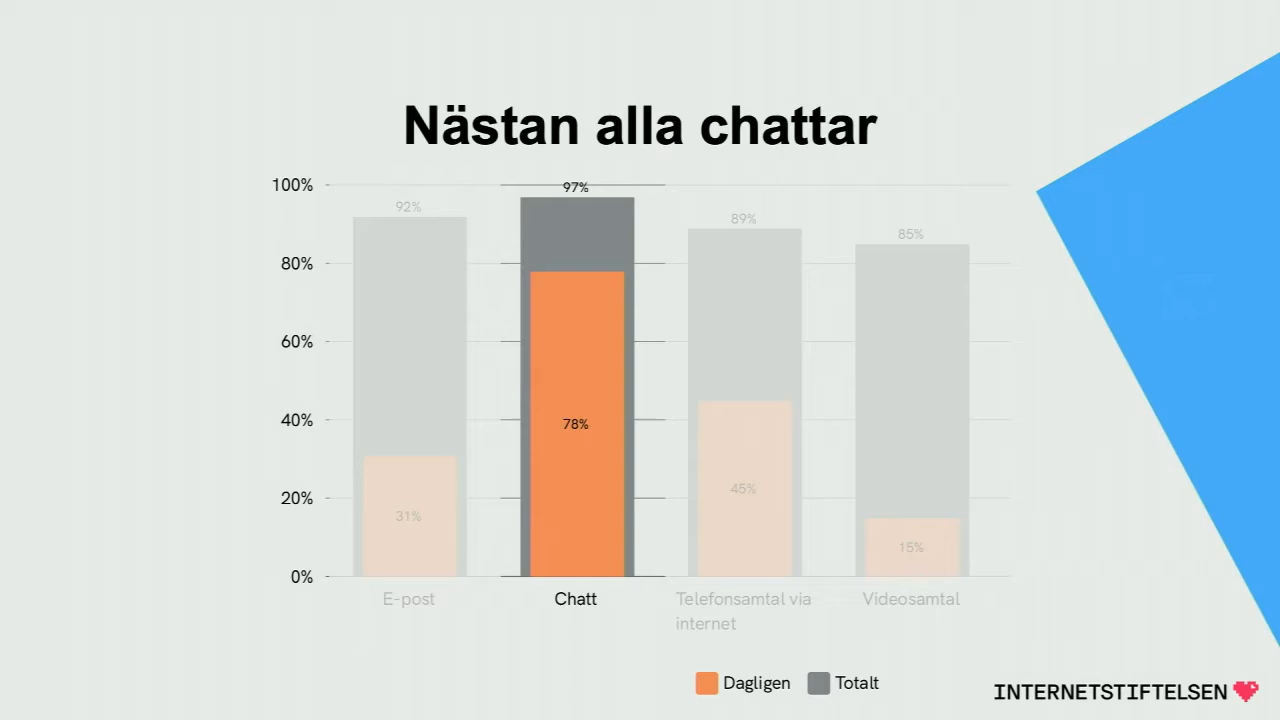 Nästan alla chattar
100%
80%
60%
40%
20%
0%
92%
97%
89%
85%
31%
78%
45%
15%
E-post
Chatt
Telefonsamtal via
internet
Videosamtal
Dagligen
Totalt
INTERNETSTIFTELSEN